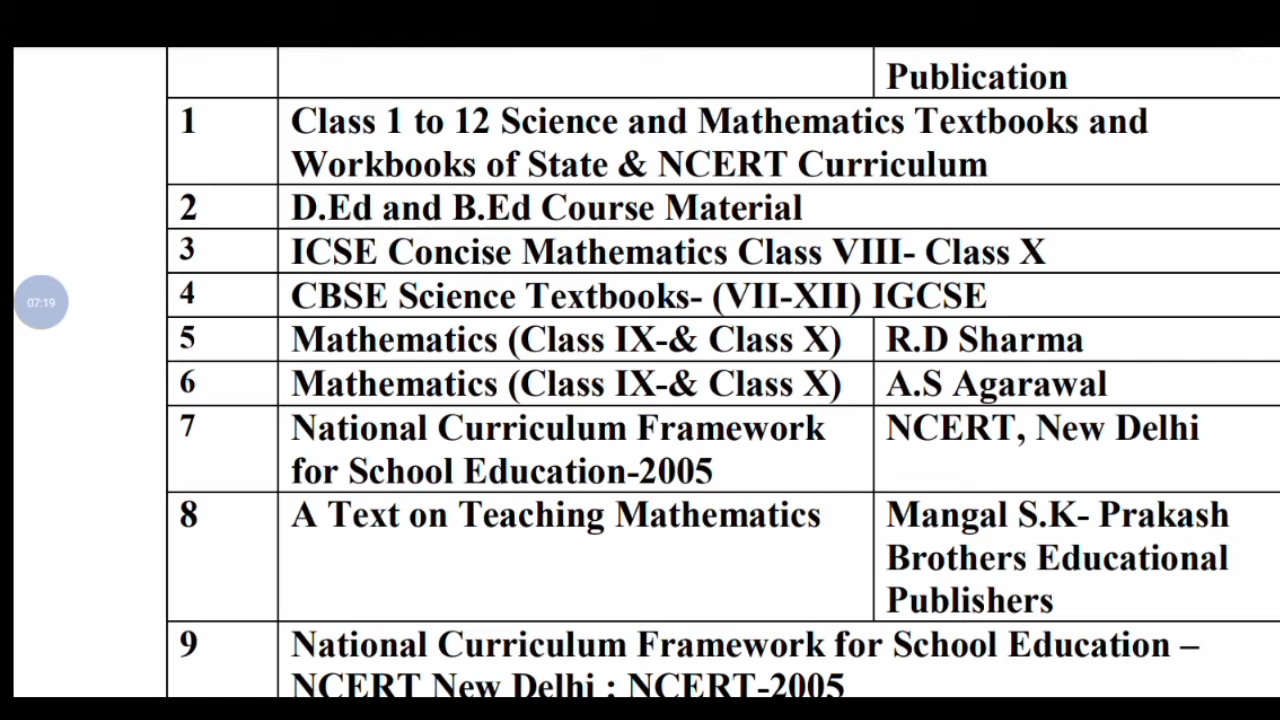 Publication
1 Class 1 to 12 Science and Mathematics Textbooks and
Workbooks of State & NCERT Curriculum
2 D.Ed and B.Ed Course Material
3 ICSE Concise Mathematics Class VIII- Class X
4 CBSE Science Textbooks- (VII-XII) IGCSE
5 Mathematics (Class IX-& Class X) R.D Sharma
6 Mathematics (Class IX-& Class X) A.S Agarawal
7 National Curriculum Framework NCERT, New Delhi
for School Education-2005
8 A Text on Teaching Mathematics Mangal S.K- Prakash
Brothers Educational
Publishers
9 National Curriculum Framework for School Education –
NCERT New Delhi : NCERT-2005
07:19